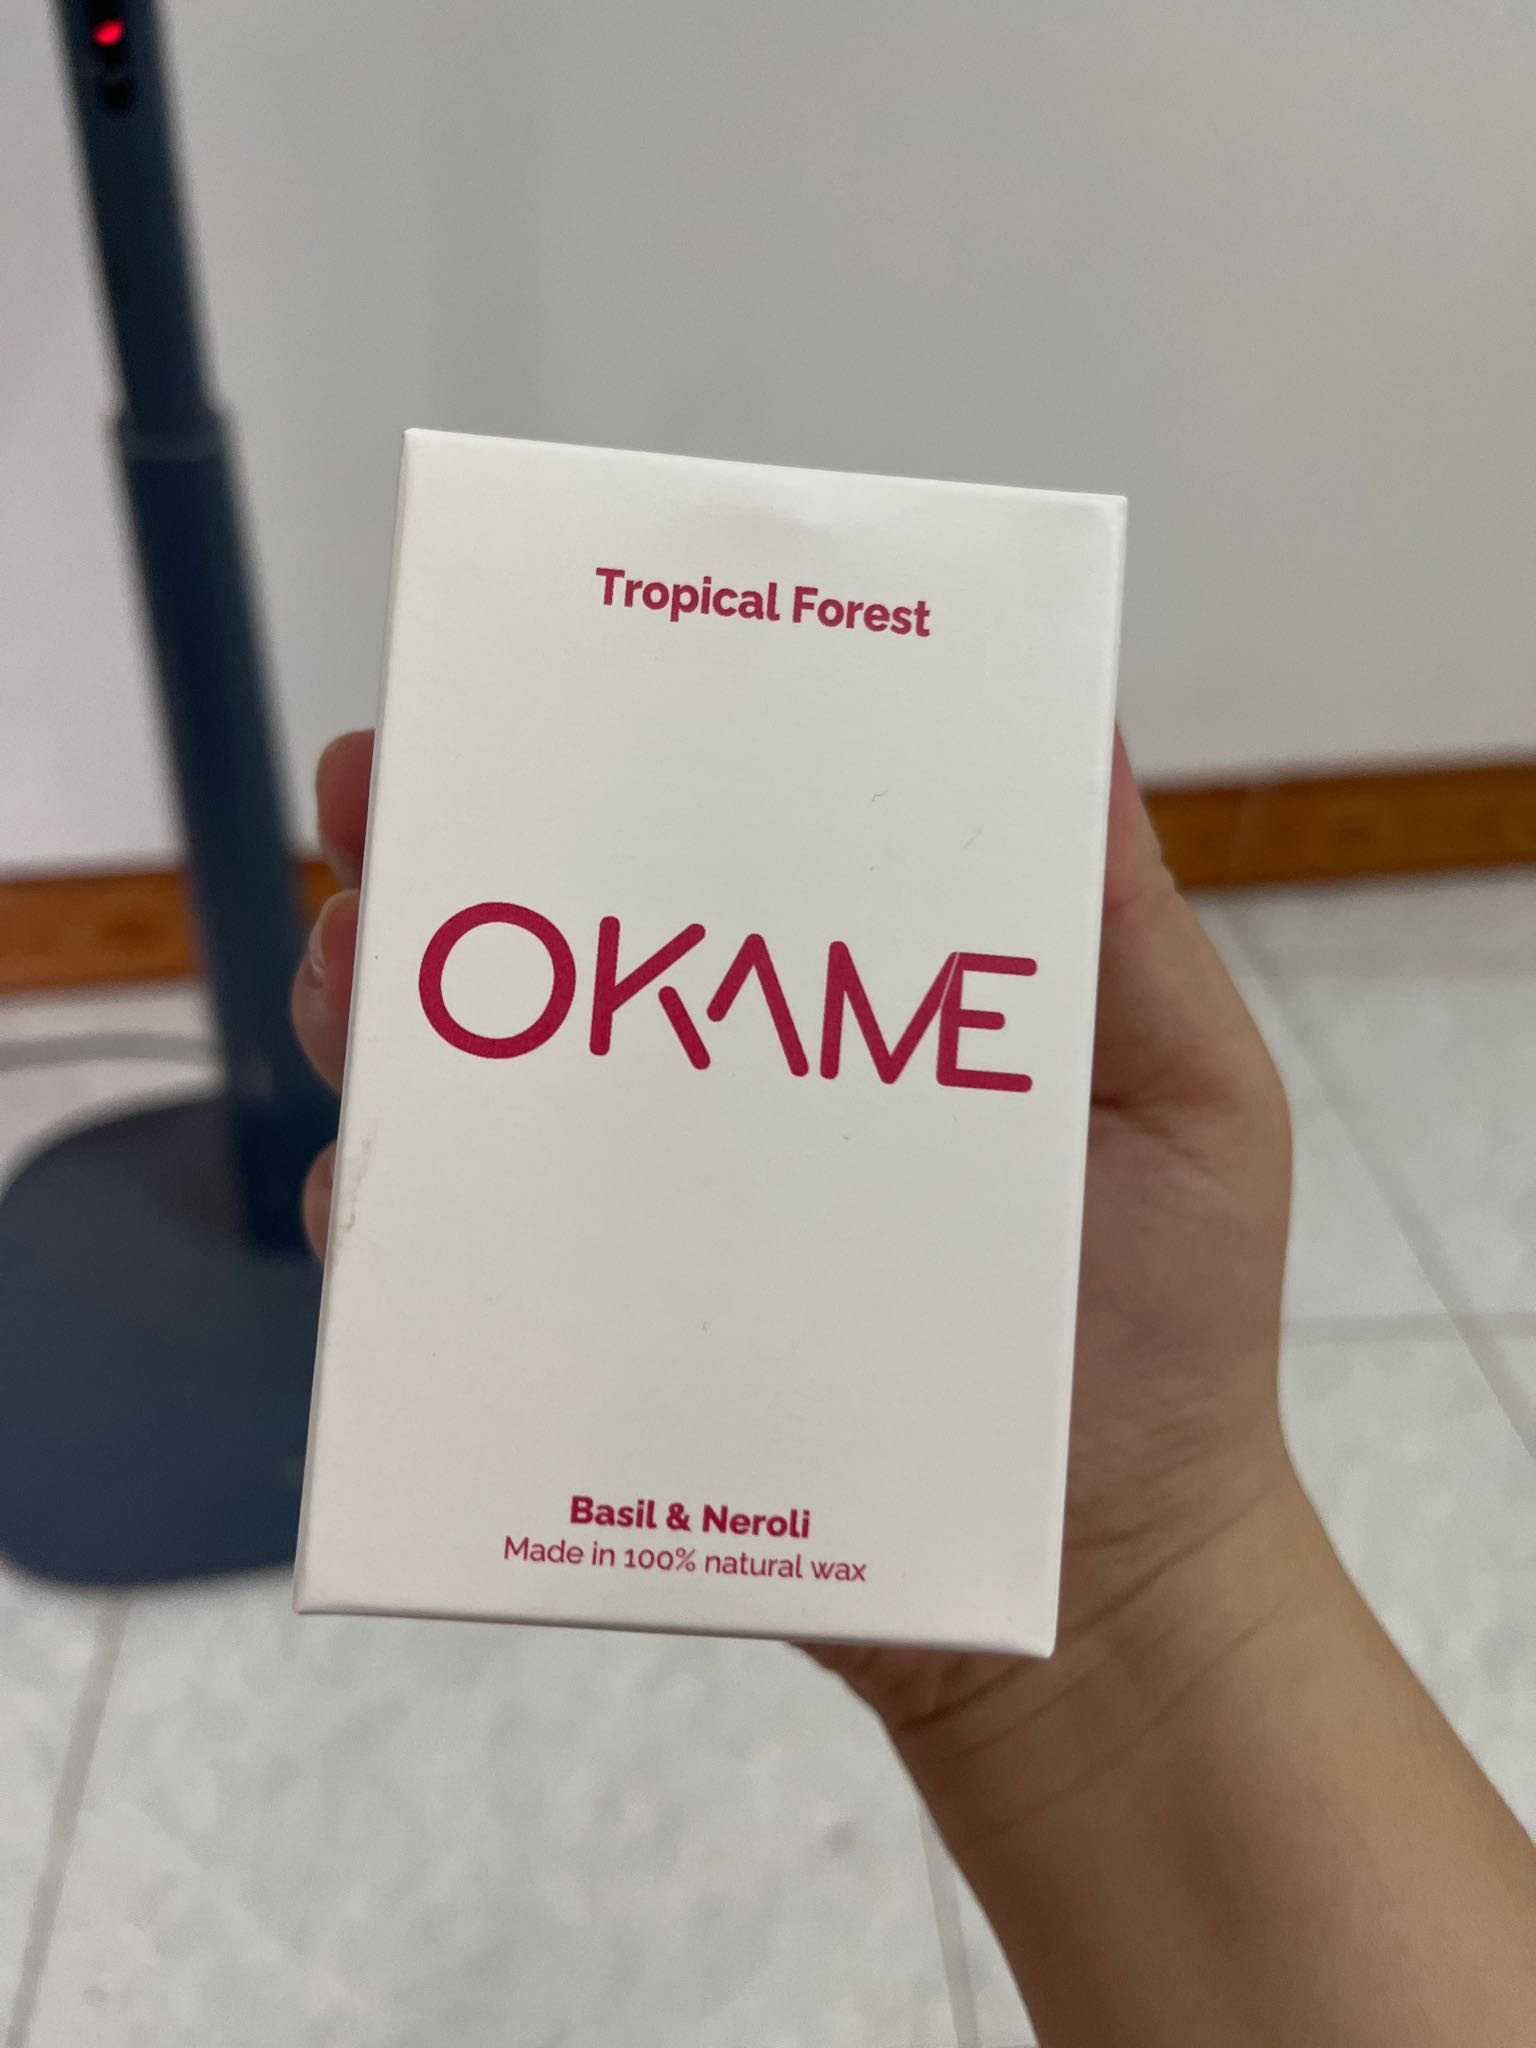 Tropical Forest
OKAME
Basil & Neroli
Made in 100% natural wax